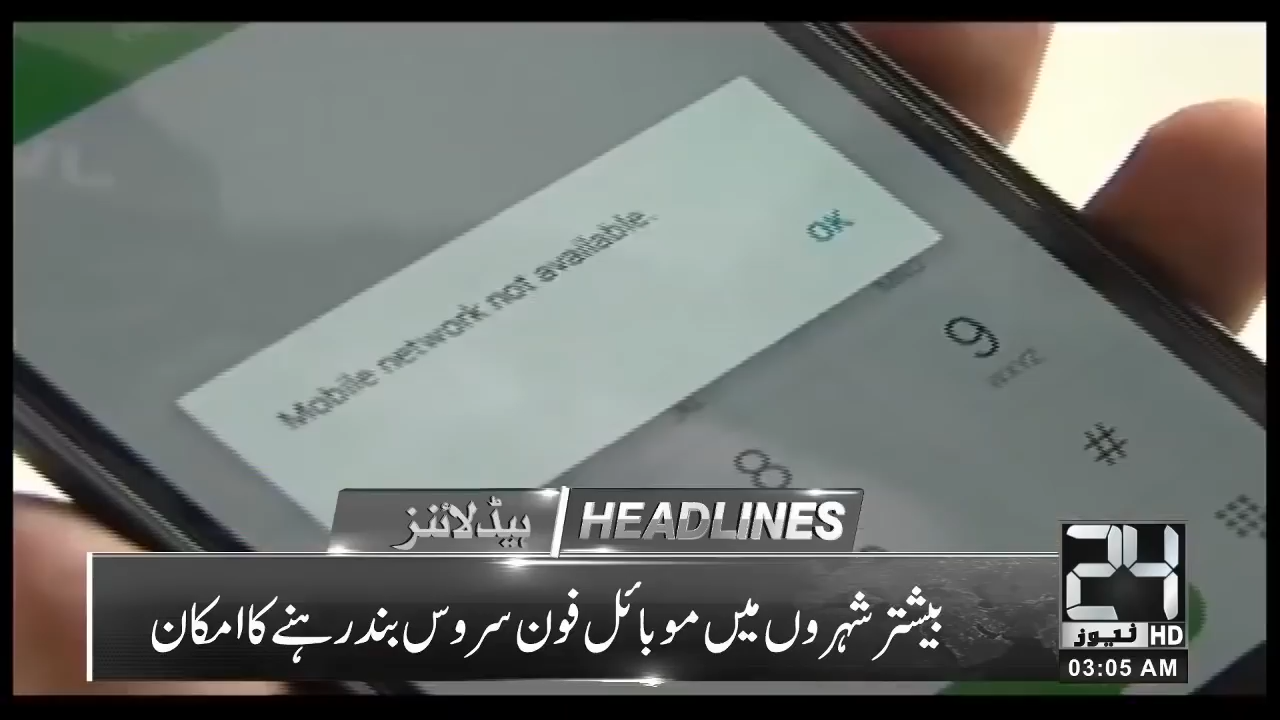 Mobile network not available.
OK
9
WXYZ
8
#
ہیڈلائنز HEADLINES
بیشتر شہروں میں موبائل فون سروس بند رہنے کا امکان
24
نیوز HD
03:05 AM